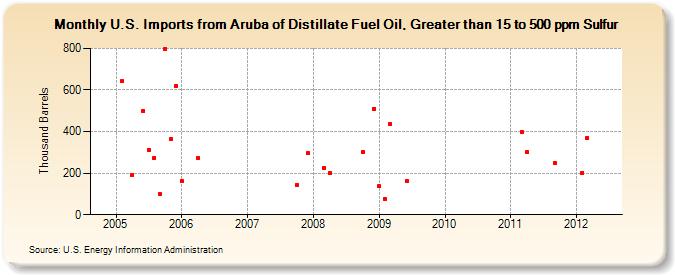 Monthly U.S. Imports from Aruba of Distillate Fuel Oil, Greater than 15 to 500 ppm Sulfur
Thousand Barrels
800
600
400
200
0
2005 2006 2007 2008 2009 2010 2011 2012
Source: U.S. Energy Information Administration